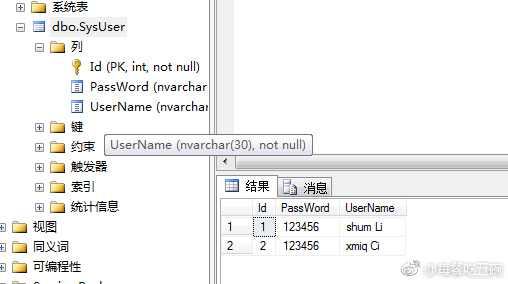 系统表
dbo.SysUser
列
Id (PK, int, not null)
PassWord (nvarchar
UserName (nvarchar
键
UserName (nvarchar(30), not null)
约束
触发器
索引
统计信息
视图
同义词
可编程性
结果 消息
Id PassWord UserName
1 1 123456 shum Li
2 2 123456 xmiq Ci